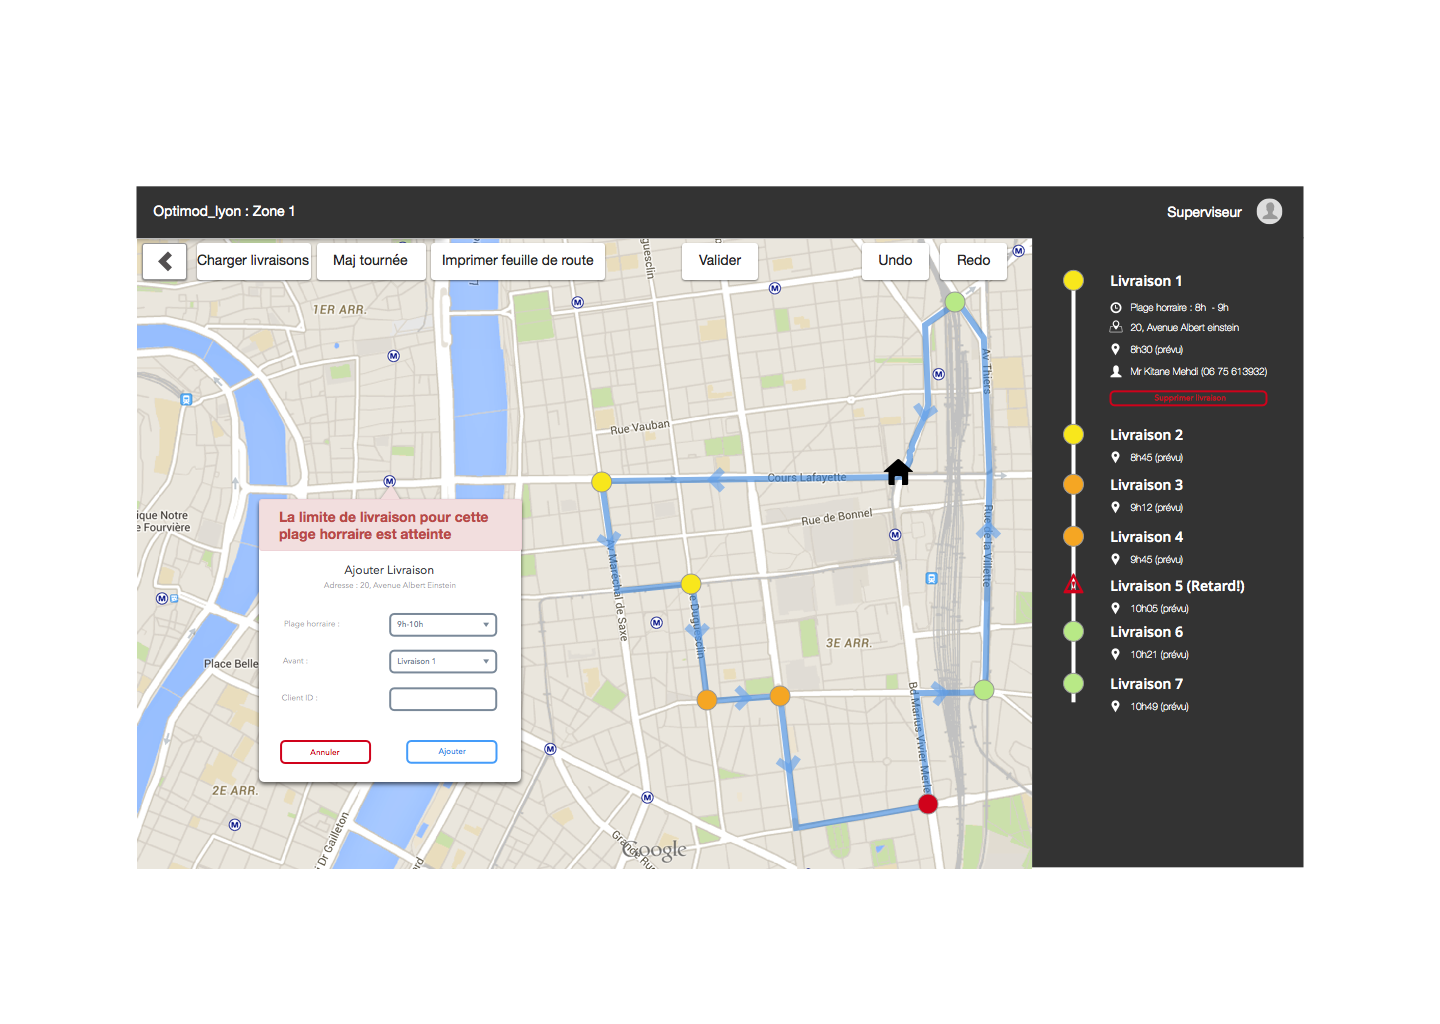 Optimod_lyon : Zone 1
Superviseur
Charger livraisons
Maj tournée
Imprimer feuille de route
Valider
Undo
Redo
1ER ARR.
Rue Vauban
Cours Lafayette
Rue de Bonnel
Av Thiers
Rue de la Villette
Av Maréchal de Saxe
e Duguesclin
uesclin
3E ARR.
Bd Marius Vivier Merle
ique Notre
e Fourvière
Place Belle
2E ARR.
i Dr Gailleton
Grande Rue
Google
M
M
M
M
M
M
M
M
M
M
M
M
La limite de livraison pour cette
plage horraire est atteinte
Ajouter Livraison
Adresse : 20, Avenue Albert Einstein
Plage horraire :
9h-10h
Avant :
Livraison 1
Client ID :
Annuler
Ajouter
Livraison 1
Plage horraire : 8h - 9h
20, Avenue Albert einstein
8h30 (prévu)
Mr Kitane Mehdi (06 75 613932)
Supprimer livraison
Livraison 2
8h45 (prévu)
Livraison 3
9h12 (prévu)
Livraison 4
9h45 (prévu)
Livraison 5 (Retard!)
10h05 (prévu)
Livraison 6
10h21 (prévu)
Livraison 7
10h49 (prévu)